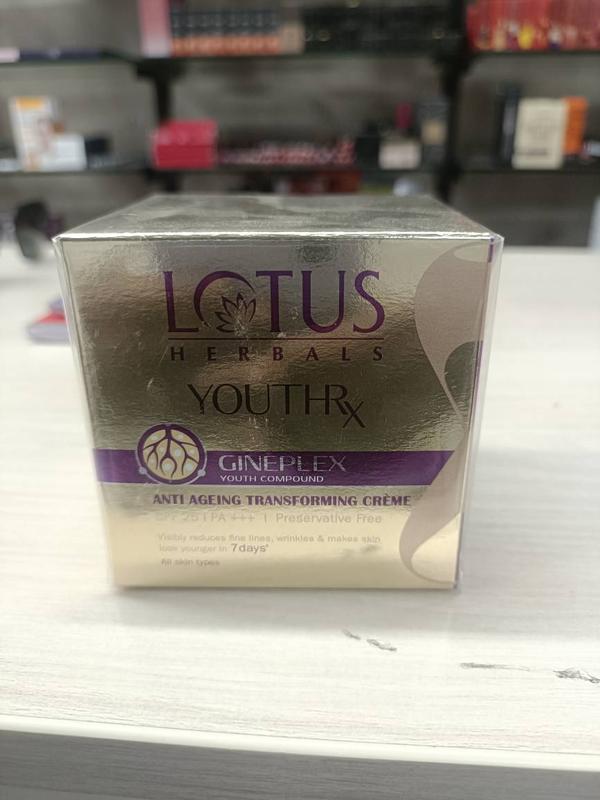 LOTUS
HERBALS
YOUTHRx
GINEPLEX
YOUTH COMPOUND
ANTI AGEING TRANSFORMING CRÈME
SPF 25 | PA +++ | Preservative Free
Visibly reduces fine lines, wrinkles & makes skin
look younger in 7days*
All skin types